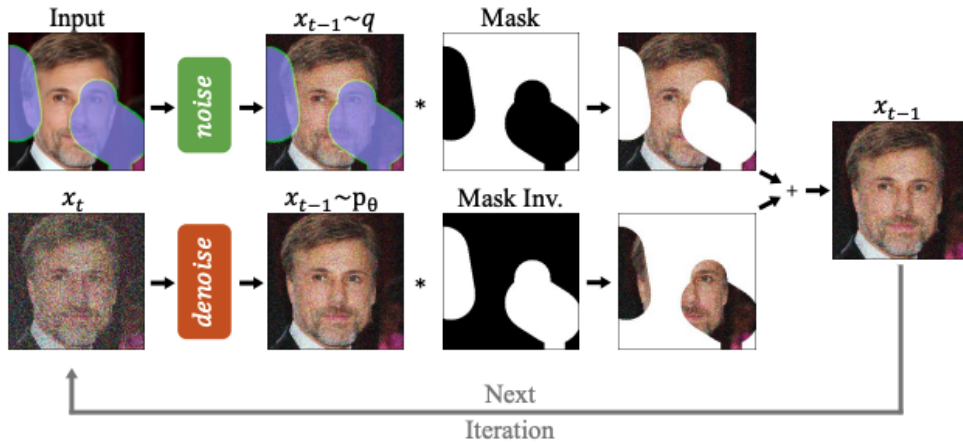 Input
x_{t-1}~q
Mask
noise
*
x_{t-1}
x_t
x_{t-1}~p_θ
Mask Inv.
+
denoise
*
Next
Iteration